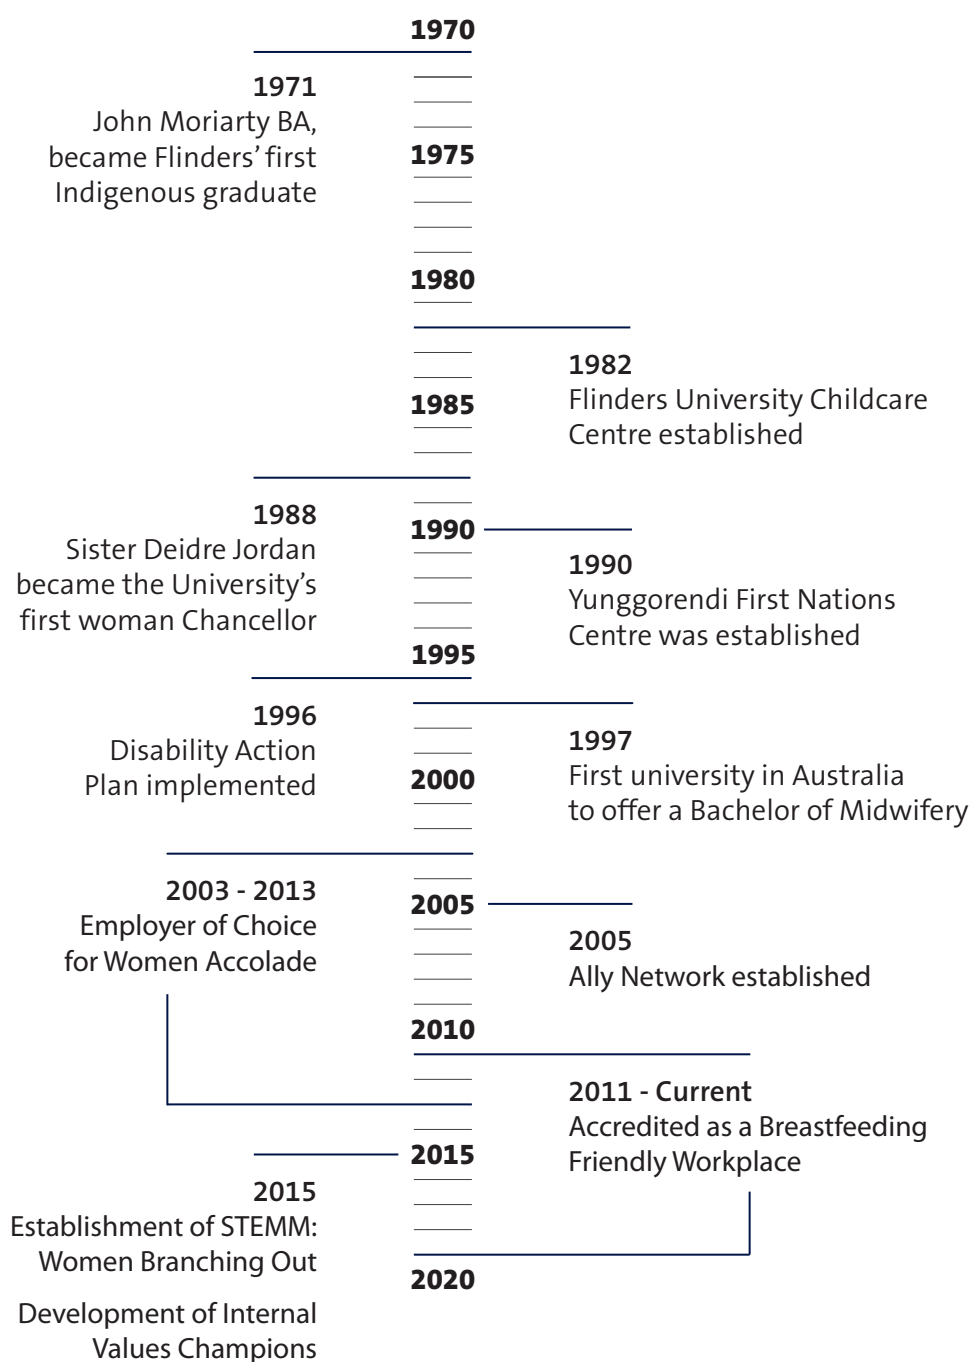 1970
1971
John Moriarty BA,
became Flinders’ first
Indigenous graduate
1975
1980
1982
Flinders University Childcare
Centre established
1985
1988
Sister Deidre Jordan
became the University’s
first woman Chancellor
1990
1990
Yunggorendi First Nations
Centre was established
1995
1996
Disability Action
Plan implemented
1997
First university in Australia
to offer a Bachelor of Midwifery
2000
2003 - 2013
Employer of Choice
for Women Accolade
2005
2005
Ally Network established
2010
2011 - Current
Accredited as a Breastfeeding
Friendly Workplace
2015
2015
Establishment of STEMM:
Women Branching Out
Development of Internal
Values Champions
2020